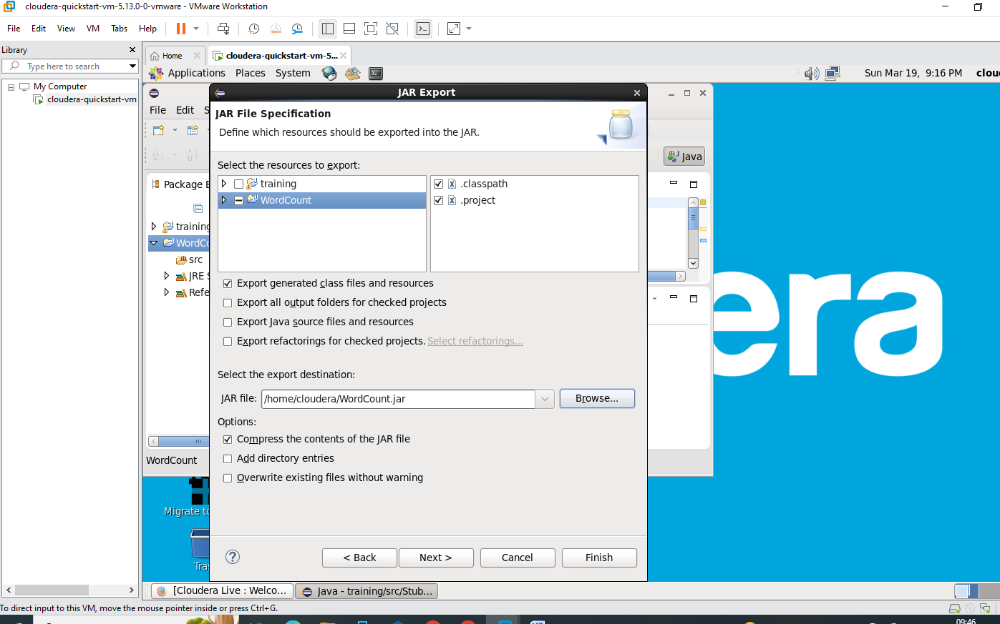 cloudera-quickstart-vm-5.13.0-0-vmware - VMware Workstation
File Edit View VM Tabs Help
Library
Type here to search
My Computer
cloudera-quickstart-vm
Home
cloudera-quickstart-vm-5...
Applications Places System
Sun Mar 19, 9:16 PM
clou
File Edit S
Java
Package E
training
WordCo
src
JRE S
Refe
WordCount
JAR Export
JAR File Specification
Define which resources should be exported into the JAR.
Select the resources to export:
training
WordCount
.classpath
.project
Export generated class files and resources
Export all output folders for checked projects
Export Java source files and resources
Export refactorings for checked projects. Select refactorings...
Select the export destination:
JAR file: /home/cloudera/WordCount.jar Browse...
Options:
Compress the contents of the JAR file
Add directory entries
Overwrite existing files without warning
< Back Next > Cancel Finish
era
Migrate to
Tra
[Cloudera Live : Welco...
Java - training/src/Stub...
To direct input to this VM, move the mouse pointer inside or press Ctrl+G.
09:46